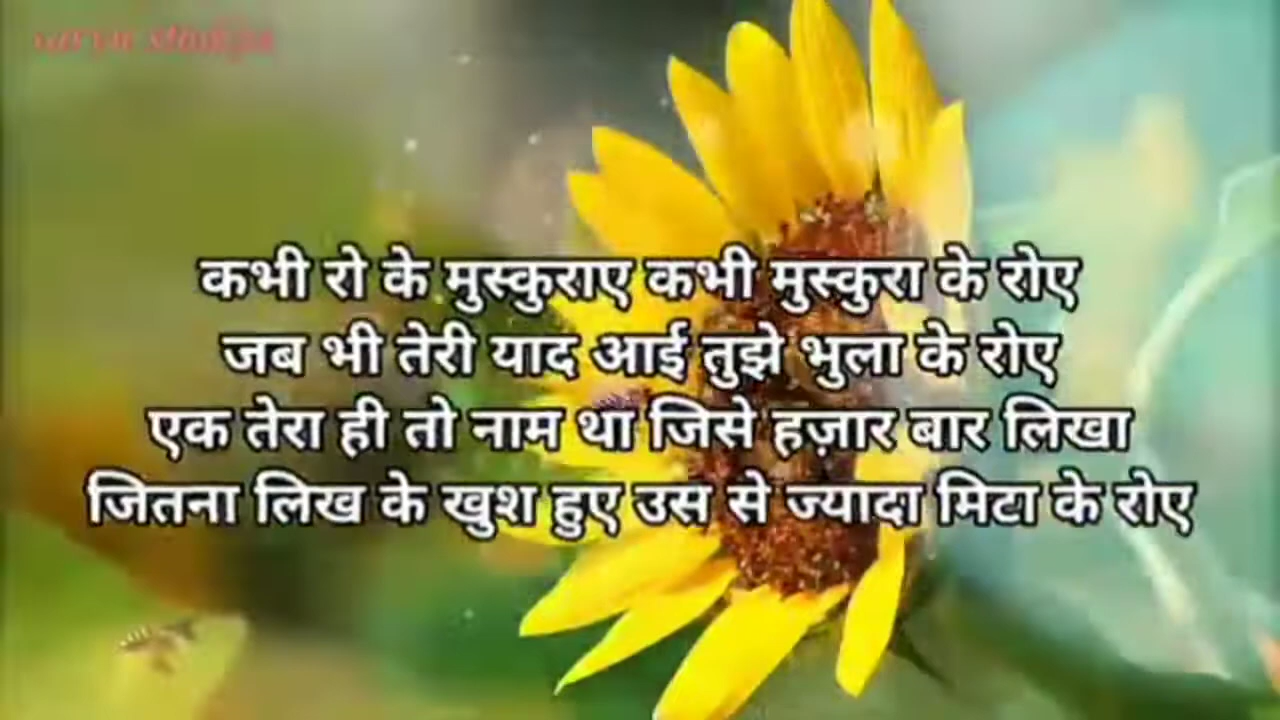 कभी रो के मुस्कुराए कभी मुस्कुरा के रोए
जब भी तेरी याद आई तुझे भुला के रोए
एक तेरा ही तो नाम था जिसे हज़ार बार लिखा
जितना लिख के खुश हुए उस से ज्यादा मिटा के रोए